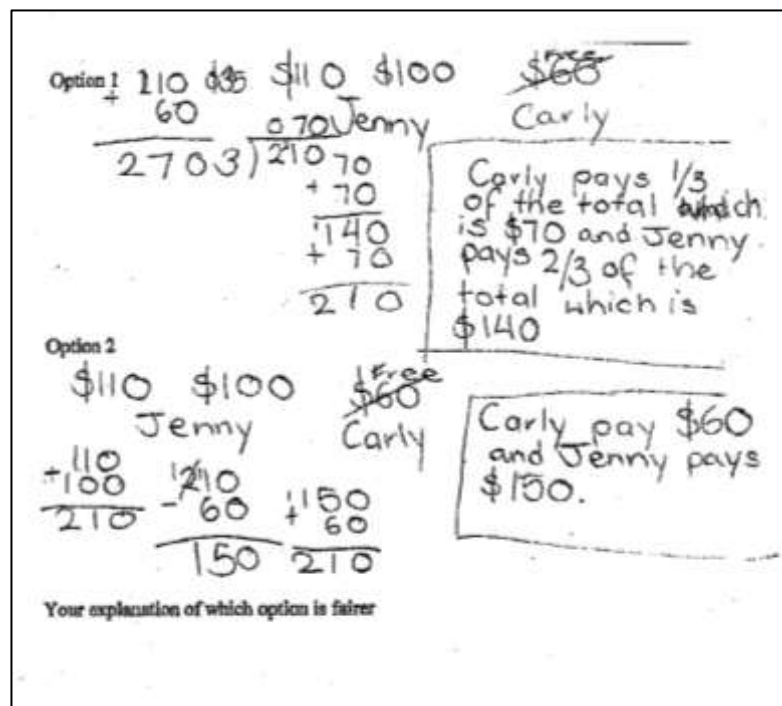 Option 1 210 $35 $110 $100 $60
+ 60 Jenny Carly
270
070
3)210
70
+ 70
140
+ 70
210
Carly pays 1/3
of the total which
is $70 and Jenny
pays 2/3 of the
total which is
$140
Option 2
$110 $100 $60 Free
Jenny Carly
110
+100
210
210
- 60
150
150
+ 60
210
Carly pay $60
and Jenny pays
$150.
Your explanation of which option is fairer